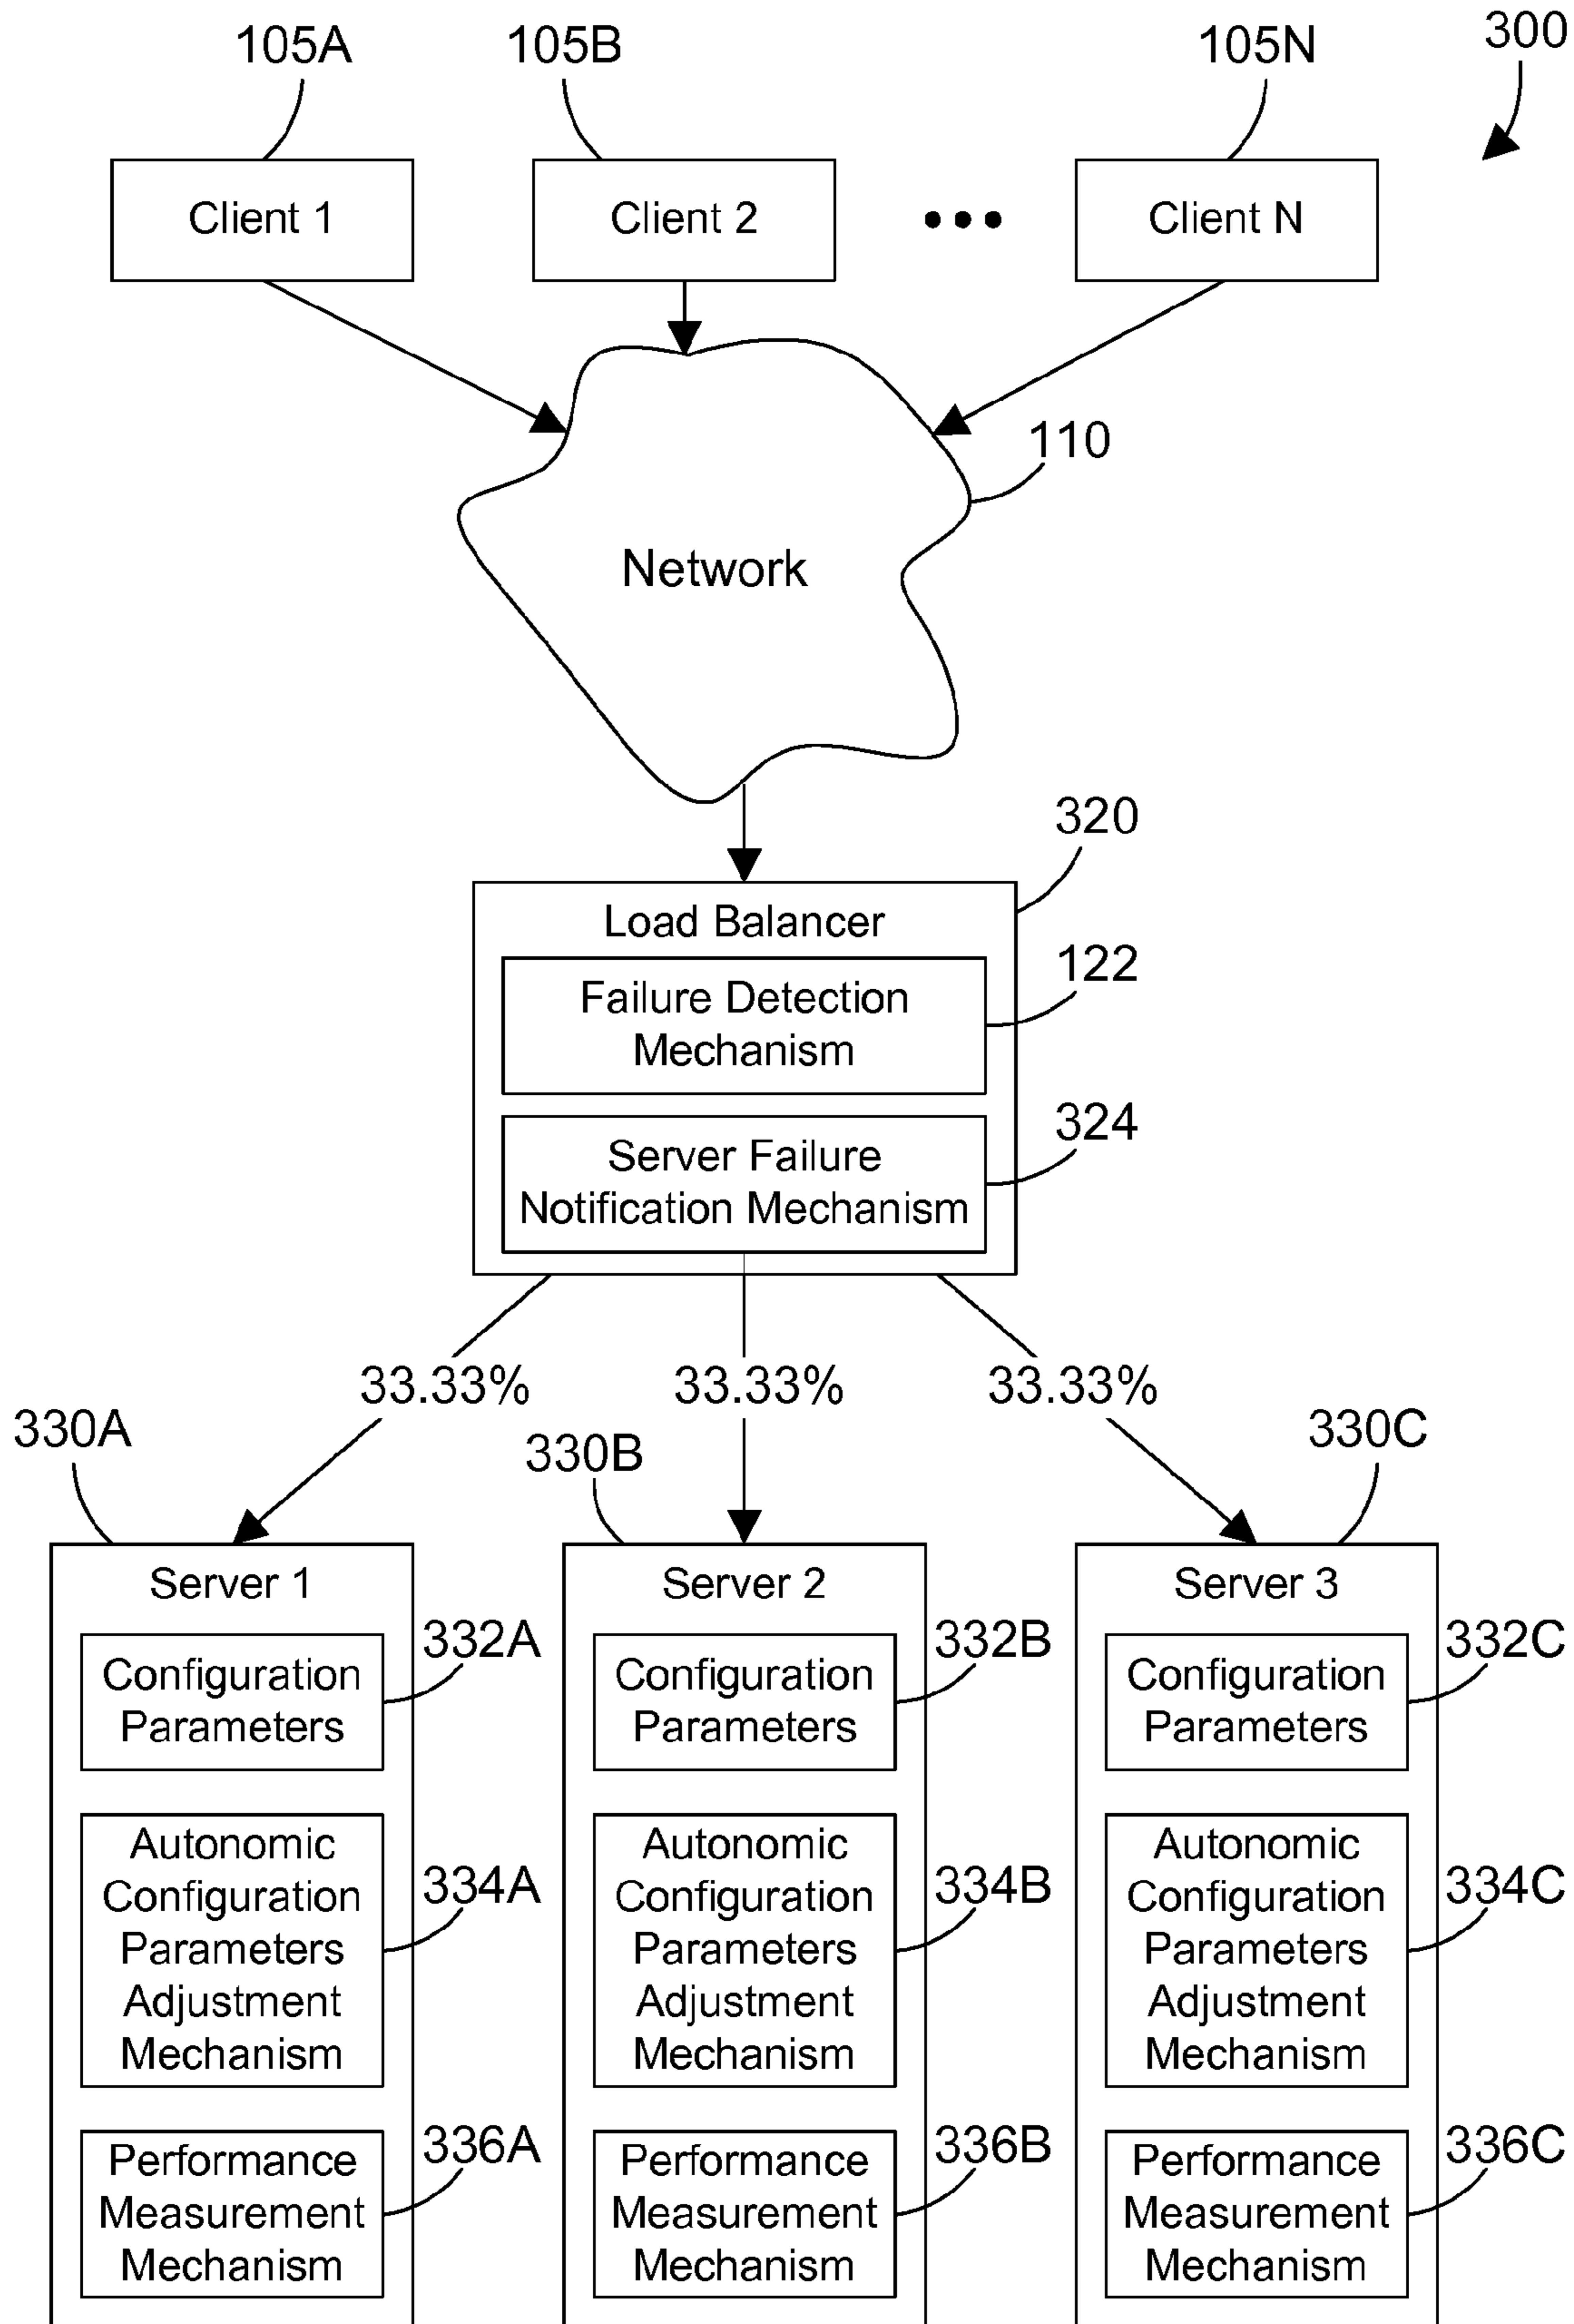 105A
105B
105N
300
Client 1
Client 2
Client N
110
Network
320
Load Balancer
122
Failure Detection
Mechanism
324
Server Failure
Notification Mechanism
33.33%
33.33%
33.33%
330A
330B
330C
Server 1
Server 2
Server 3
332A
332B
332C
Configuration
Parameters
Configuration
Parameters
Configuration
Parameters
334A
334B
334C
Autonomic
Configuration
Parameters
Adjustment
Mechanism
Autonomic
Configuration
Parameters
Adjustment
Mechanism
Autonomic
Configuration
Parameters
Adjustment
Mechanism
336A
336B
336C
Performance
Measurement
Mechanism
Performance
Measurement
Mechanism
Performance
Measurement
Mechanism